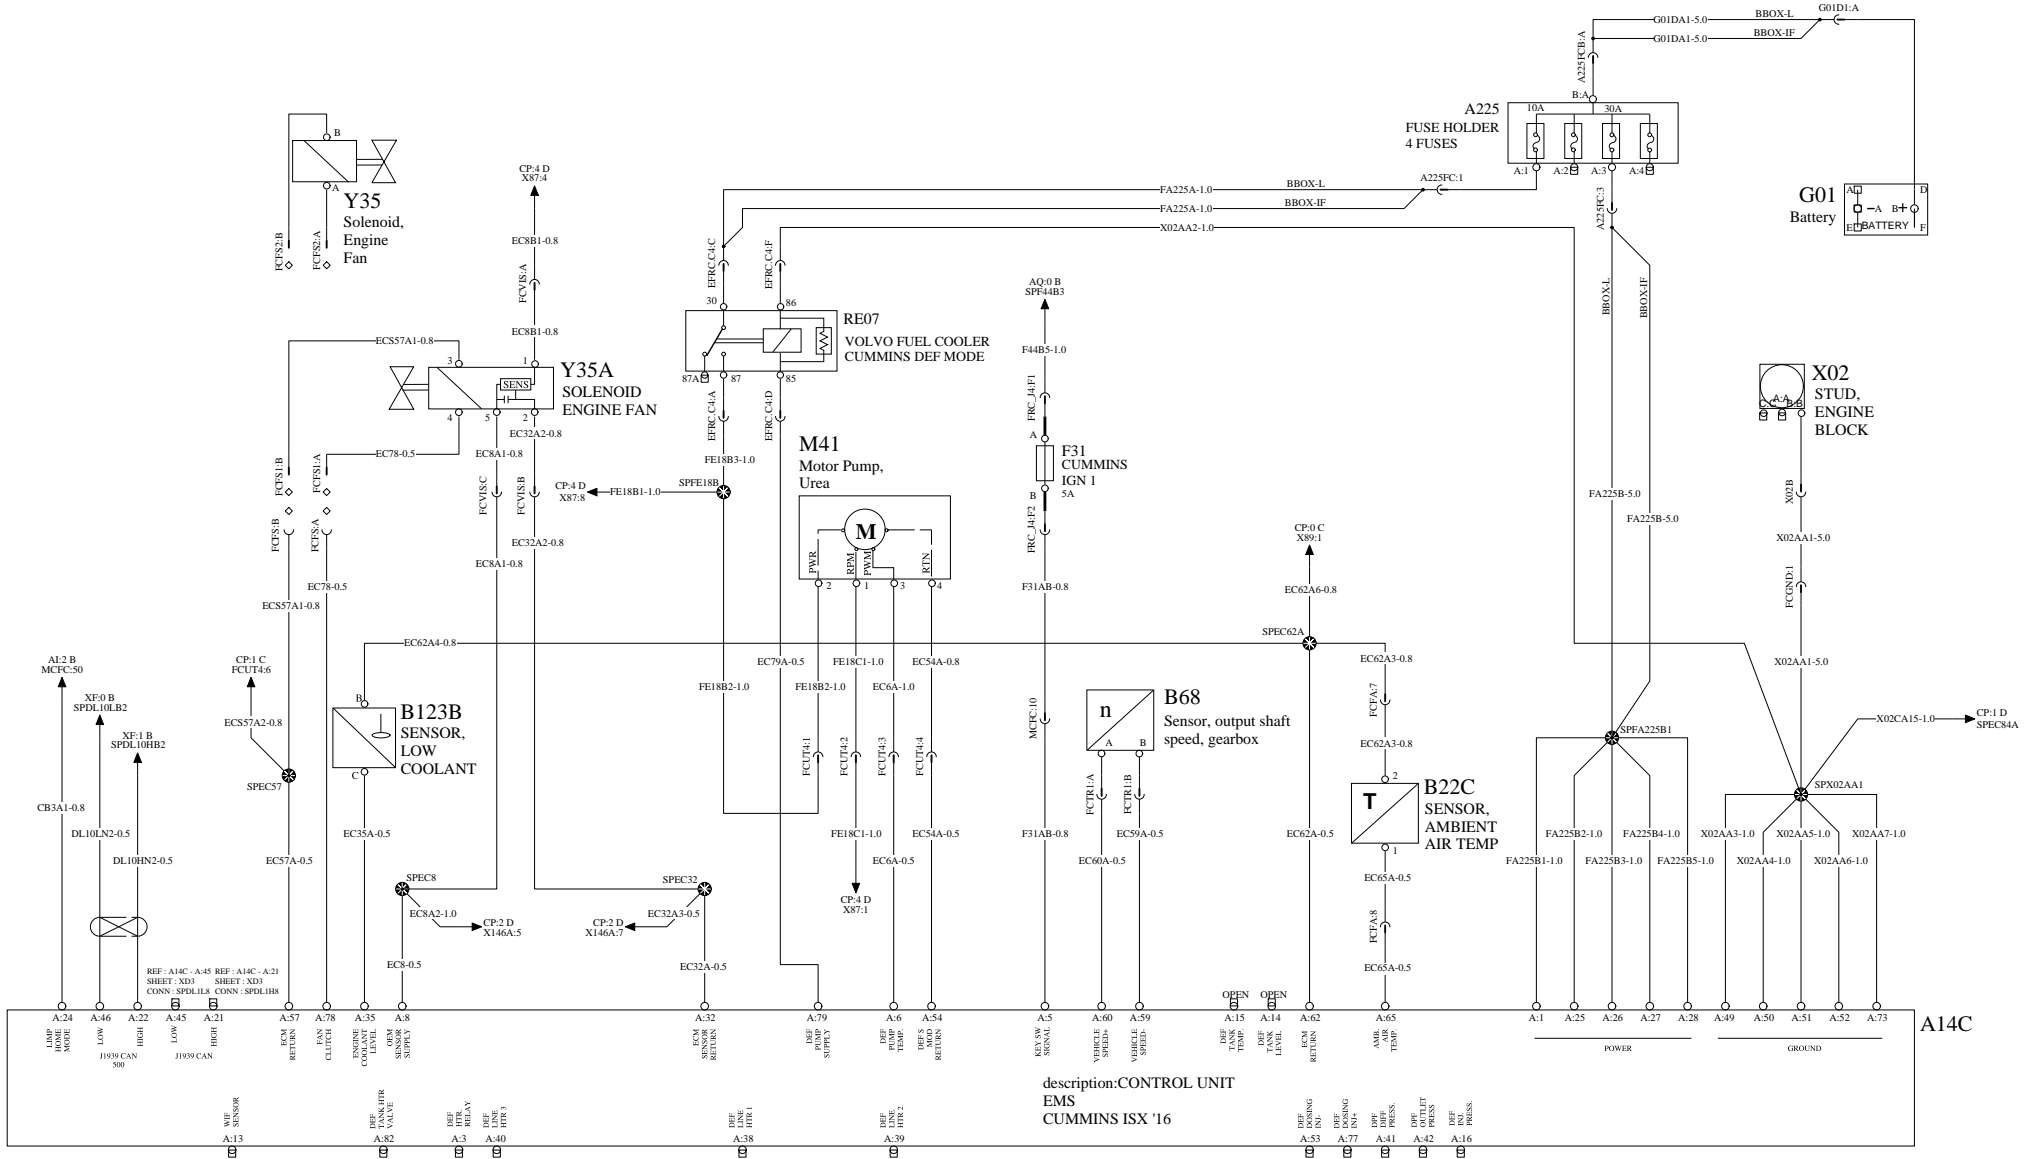 G01D1:A
G01DA1-5.0
BBOX-L
G01DA1-5.0
BBOX-IF
A225FCB:A
B:A
A225
FUSE HOLDER
4 FUSES
10A
30A
A:1
A:2
A:3
A:4
A225FC:1
A225FC:3
G01
Battery
A
D
−A
B+
E
BATTERY
F
B
A
Y35
Solenoid,
Engine
Fan
FCFS2:B
FCFS2:A
CP:4 D
X87:4
EC8B1-0.8
FCVIS:A
EC8B1-0.8
FA225A-1.0
BBOX-L
FA225A-1.0
BBOX-IF
X02AA2-1.0
EFRC.C4:C
EFRC.C4:F
30
86
RE07
VOLVO FUEL COOLER
CUMMINS DEF MODE
87A
87
85
EFRC.C4:A
EFRC.C4:D
FE18B3-1.0
SPFE18B
FE18B1-1.0
CP:4 D
X87:8
ECS57A1-0.8
3
1
SENS
4
5
2
Y35A
SOLENOID
ENGINE FAN
EC32A2-0.8
EC78-0.5
EC8A1-0.8
FCFS1:B
FCFS1:A
FCVIS:C
FCVIS:B
FCFS:B
FCFS:A
EC32A2-0.8
EC8A1-0.8
EC78-0.5
ECS57A1-0.8
AQ:0 B
SPF44B3
F44B5-1.0
FRC_J4:F1
A
F31
CUMMINS
IGN 1
5A
B
FRC_J4:F2
F31AB-0.8
M41
Motor Pump,
Urea
M
PWR
RPM
PWM
RTN
2
1
3
4
BBOX-L
BBOX-IF
FA225B-5.0
FA225B-5.0
X02
STUD,
ENGINE
BLOCK
C:C
A:A
B:B
X02B
X02AA1-5.0
FCGND:1
X02AA1-5.0
CP:0 C
X89:1
EC62A6-0.8
SPEC62A
EC62A4-0.8
EC62A3-0.8
FCFA:7
EC62A3-0.8
AI:2 B
MCFC:50
XF:0 B
SPDL10LB2
XF:1 B
SPDL10HB2
CP:1 C
FCUT4:6
ECS57A2-0.8
SPEC57
B
B123B
SENSOR,
LOW
COOLANT
C
FE18B2-1.0
EC79A-0.5
FE18B2-1.0
FE18C1-1.0
EC6A-1.0
EC54A-0.8
FCUT4:1
FCUT4:2
FCUT4:3
FCUT4:4
MCFC:10
n
B68
Sensor, output shaft
speed, gearbox
A
B
FCTR1:A
FCTR1:B
2
T
B22C
SENSOR,
AMBIENT
AIR TEMP
1
SPFA225B1
X02CA15-1.0
CP:1 D
SPEC84A
SPX02AA1
CB3A1-0.8
DL10LN2-0.5
DL10HN2-0.5
EC57A-0.5
EC35A-0.5
FE18C1-1.0
EC6A-0.5
EC54A-0.5
F31AB-0.8
EC60A-0.5
EC59A-0.5
EC62A-0.5
FA225B1-1.0
FA225B2-1.0
FA225B3-1.0
FA225B4-1.0
FA225B5-1.0
X02AA3-1.0
X02AA4-1.0
X02AA5-1.0
X02AA6-1.0
X02AA7-1.0
SPEC8
EC8A2-1.0
CP:2 D
X146A:5
SPEC32
EC32A3-0.5
CP:2 D
X146A:7
CP:4 D
X87:1
EC65A-0.5
FCFA:8
EC65A-0.5
EC8-0.5
EC32A-0.5
REF : A14C - A:45
SHEET : XD3
CONN : SPDL1L8
REF : A14C - A:21
SHEET : XD3
CONN : SPDL1H8
OPEN
OPEN
A:24
A:46
A:22
A:45
A:21
A:57
A:78
A:35
A:8
A:32
A:79
A:6
A:54
A:5
A:60
A:59
A:15
A:14
A:62
A:65
A:1
A:25
A:26
A:27
A:28
A:49
A:50
A:51
A:52
A:73
A14C
LIMP
HOME
MODE
LOW
HIGH
J1939 CAN
500
LOW
HIGH
J1939 CAN
ECM
RETURN
FAN
CLUTCH
ENGINE
COOLANT
LEVEL
OEM
SENSOR
SUPPLY
ECM
SENSOR
RETURN
DEF
PUMP
SUPPLY
DEF
PUMP
TEMP.
DEF S
MOD
RETURN
KEY SW
SIGNAL
VEHICLE
SPEED+
VEHICLE
SPEED-
DEF
TANK
TEMP.
DEF
TANK
LEVEL
ECM
RETURN
AMB.
AIR
TEMP.
POWER
GROUND
description:CONTROL UNIT
EMS
CUMMINS ISX '16
WIF
SENSOR
DEF
TANK HTR
VALVE
DEF
HTR.
RELAY
DEF
LINE
HTR 3
DEF
LINE
HTR 1
DEF
LINE
HTR 2
DEF
DOSING
INJ-
DEF
DOSING
INJ+
DPF
DIFF
PRESS.
DPF
OUTLET
PRESS
DEF
INJ.
PRESS.
A:13
A:82
A:3
A:40
A:38
A:39
A:53
A:77
A:41
A:42
A:16